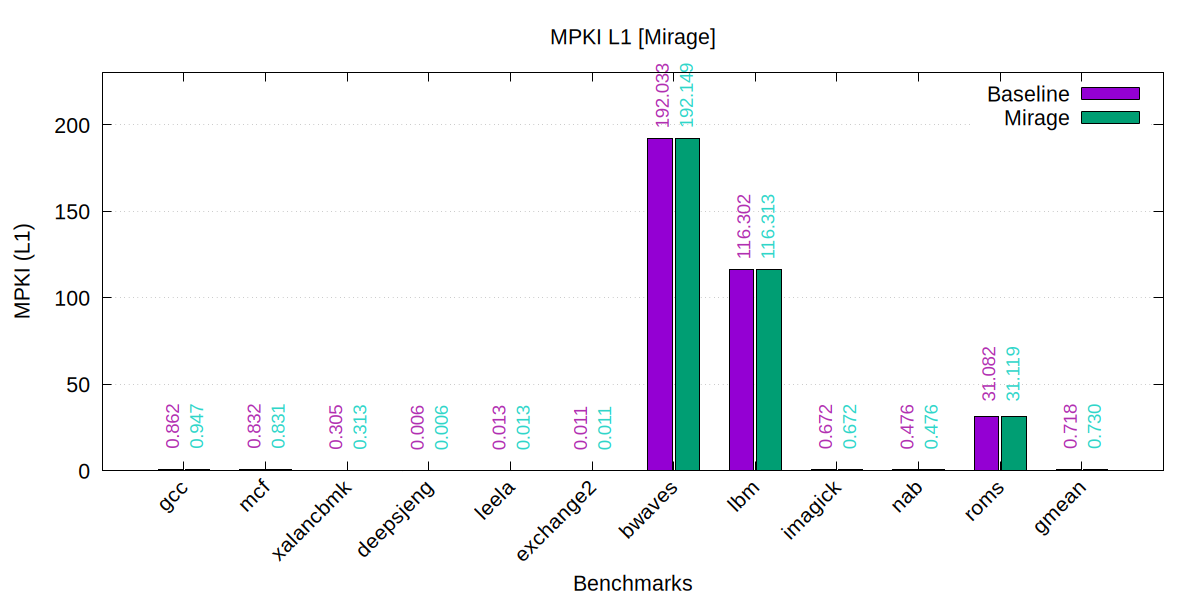 MPKI L1 [Mirage]
Baseline
Mirage
MPKI (L1)
200
150
100
50
0
0.862 0.947
0.832 0.831
0.305 0.313
0.006 0.006
0.013 0.013
0.011 0.011
192.033 192.149
116.302 116.313
0.672 0.672
0.476 0.476
31.082 31.119
0.718 0.730
gcc
mcf
xalancbmk
deepsjeng
leela
exchange2
bwaves
lbm
imagick
nab
roms
gmean
Benchmarks